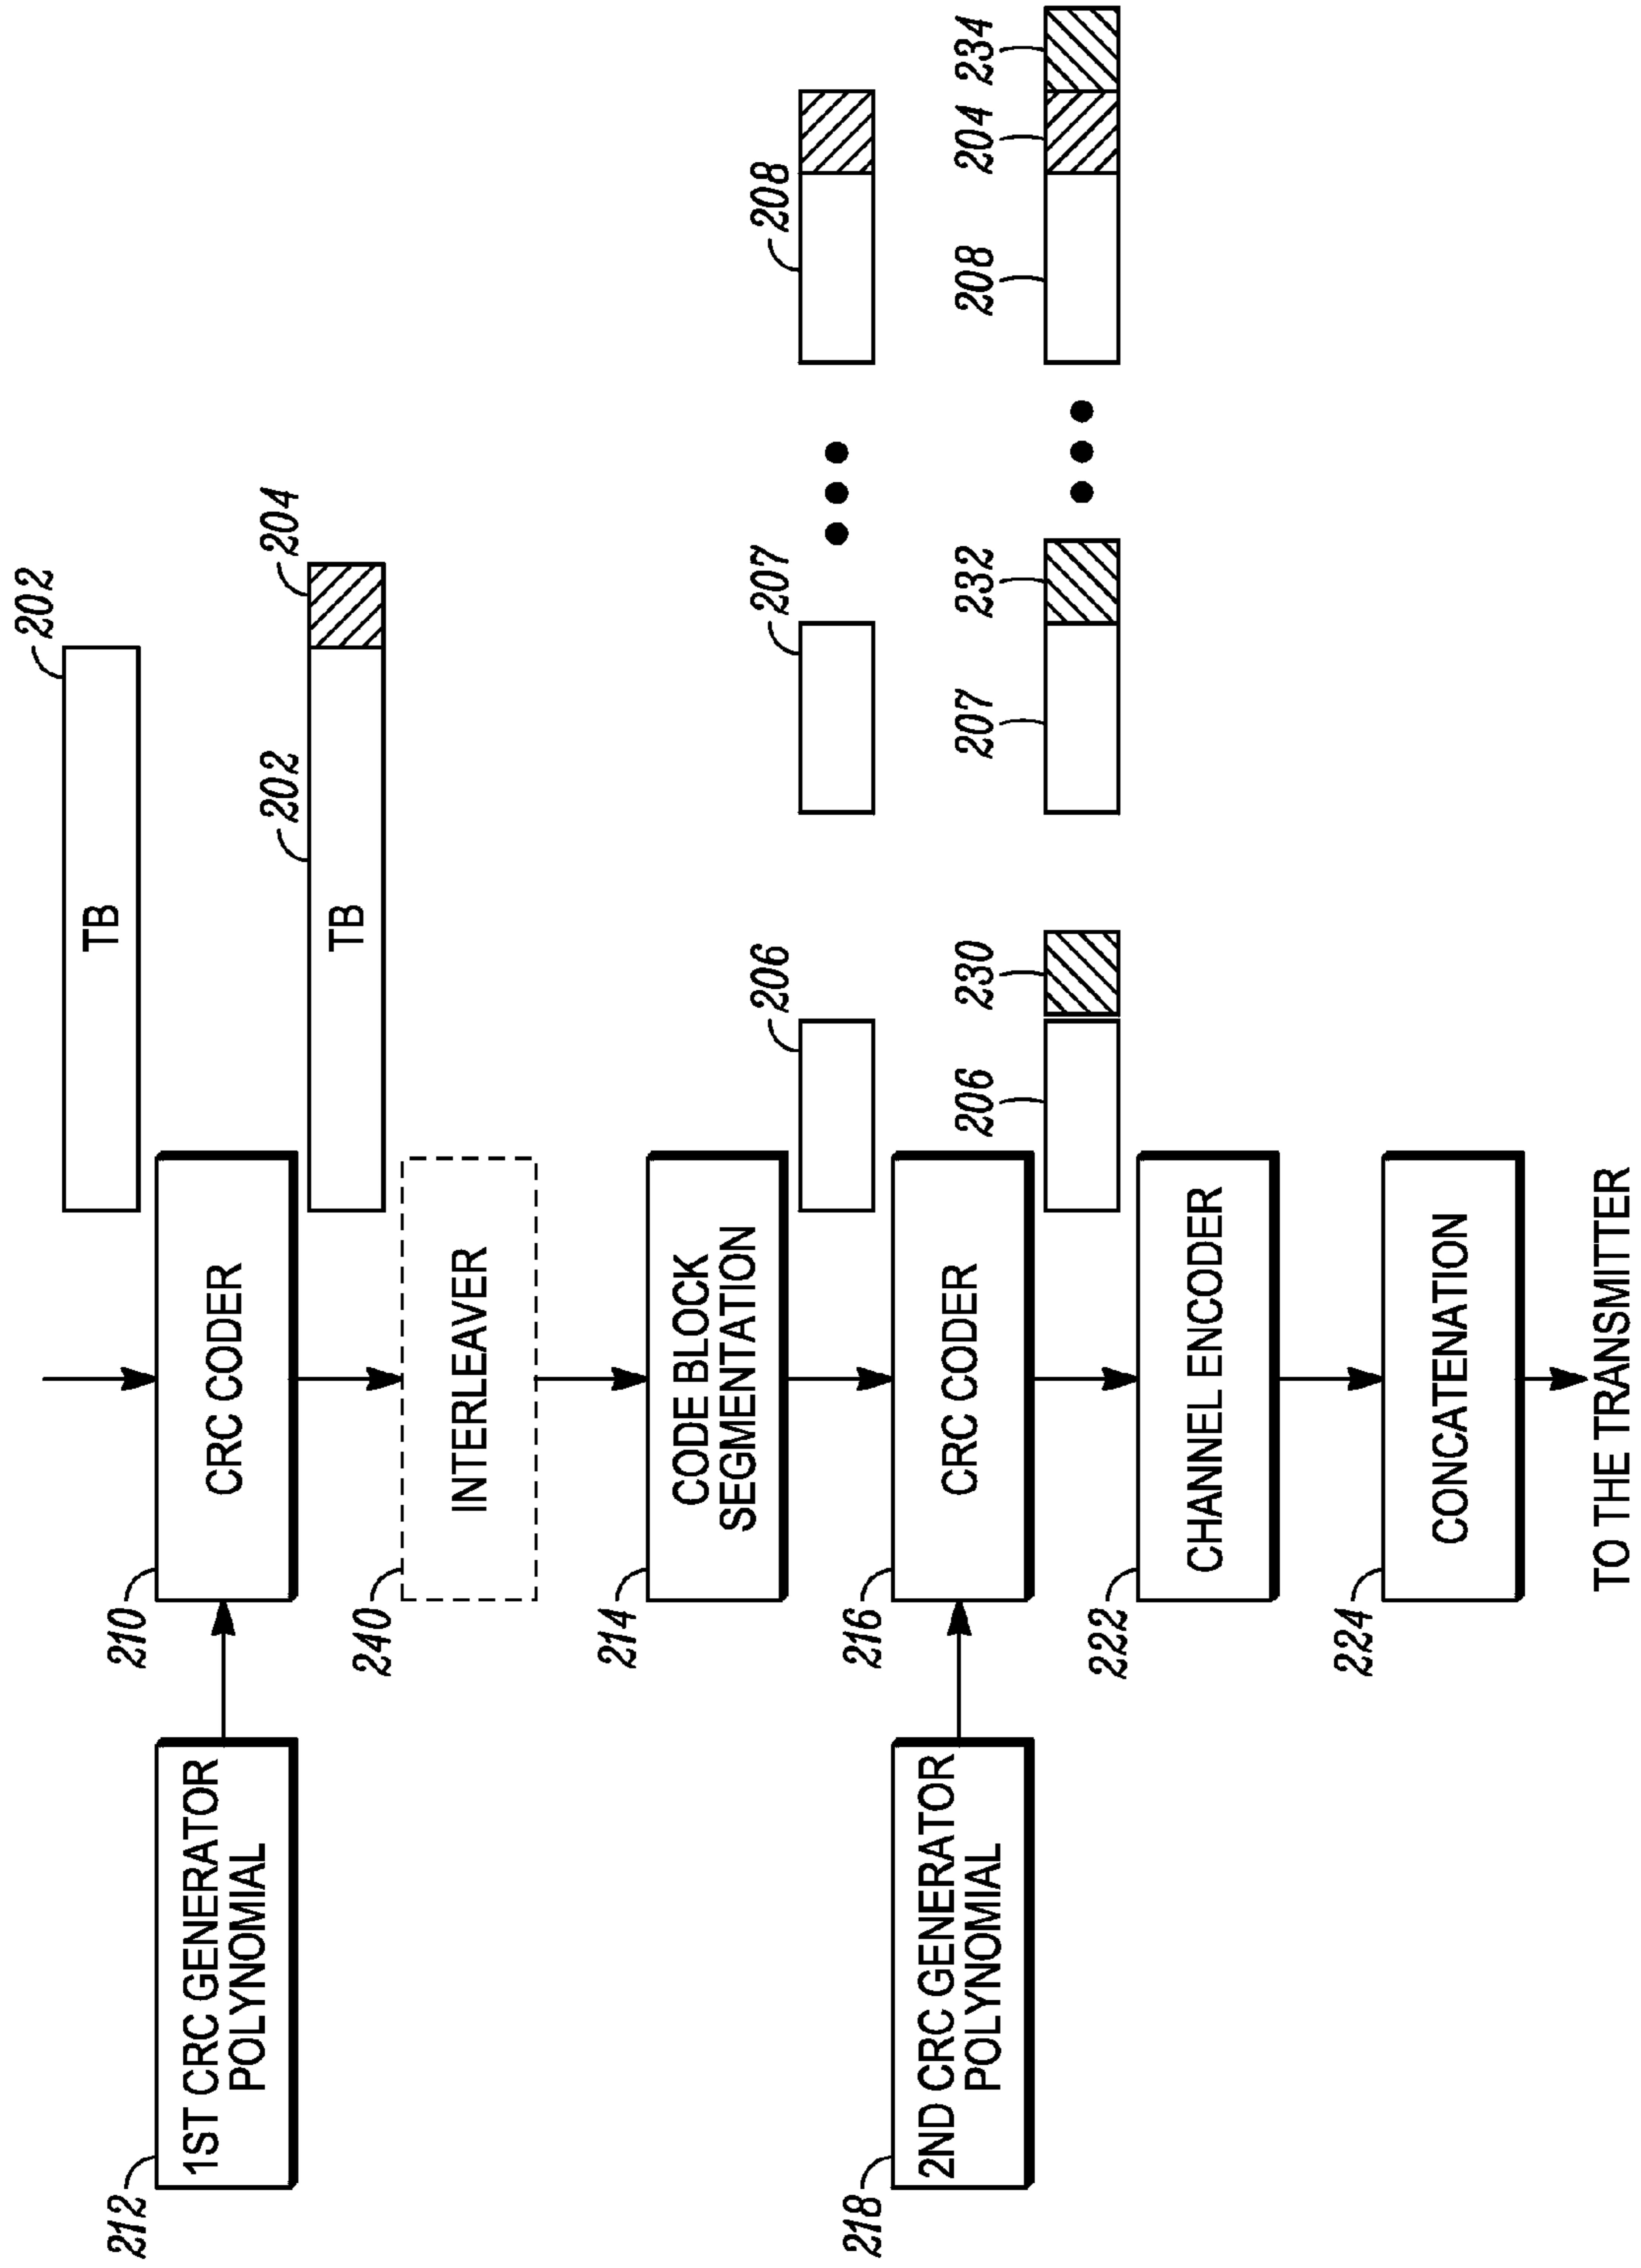 202
TB
210
CRC CODER
212
1ST CRC GENERATOR
POLYNOMIAL
202
204
TB
240
INTERLEAVER
214
CODE BLOCK
SEGMENTATION
206
207
208
216
CRC CODER
218
2ND CRC GENERATOR
POLYNOMIAL
206
230
207
232
208
204
234
222
CHANNEL ENCODER
224
CONCATENATION
TO THE TRANSMITTER